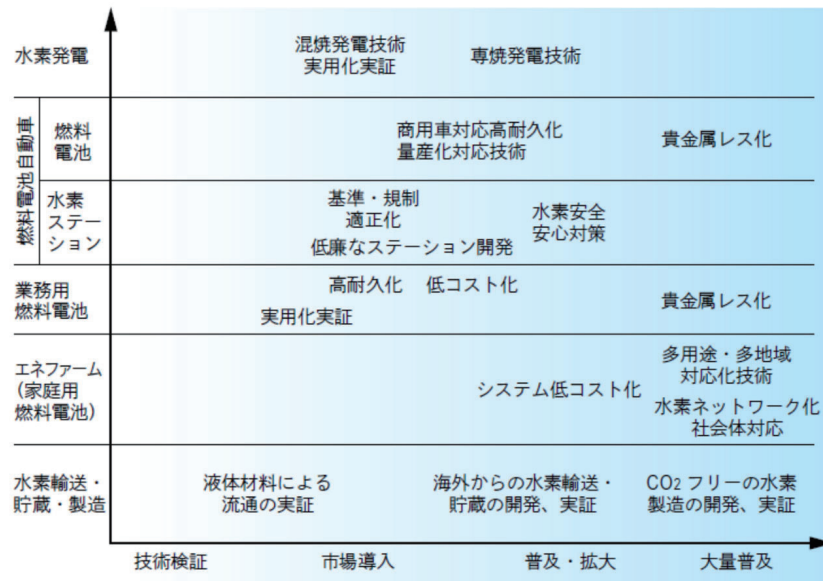 水素発電
混焼発電技術
実用化実証
専焼発電技術
燃料電池自動車
燃料
電池
商用車対応高耐久化
量産化対応技術
貴金属レス化
水素
ステー
ション
基準・規制
適正化
低廉なステーション開発
水素安全
安心対策
業務用
燃料電池
高耐久化
低コスト化
実用化実証
貴金属レス化
エネファーム
(家庭用
燃料電池)
システム低コスト化
多用途・多地域
対応化技術
水素ネットワーク化
社会体対応
水素輸送・
貯蔵・製造
液体材料による
流通の実証
海外からの水素輸送・
貯蔵の開発、実証
CO2フリーの水素
製造の開発、実証
技術検証
市場導入
普及・拡大
大量普及